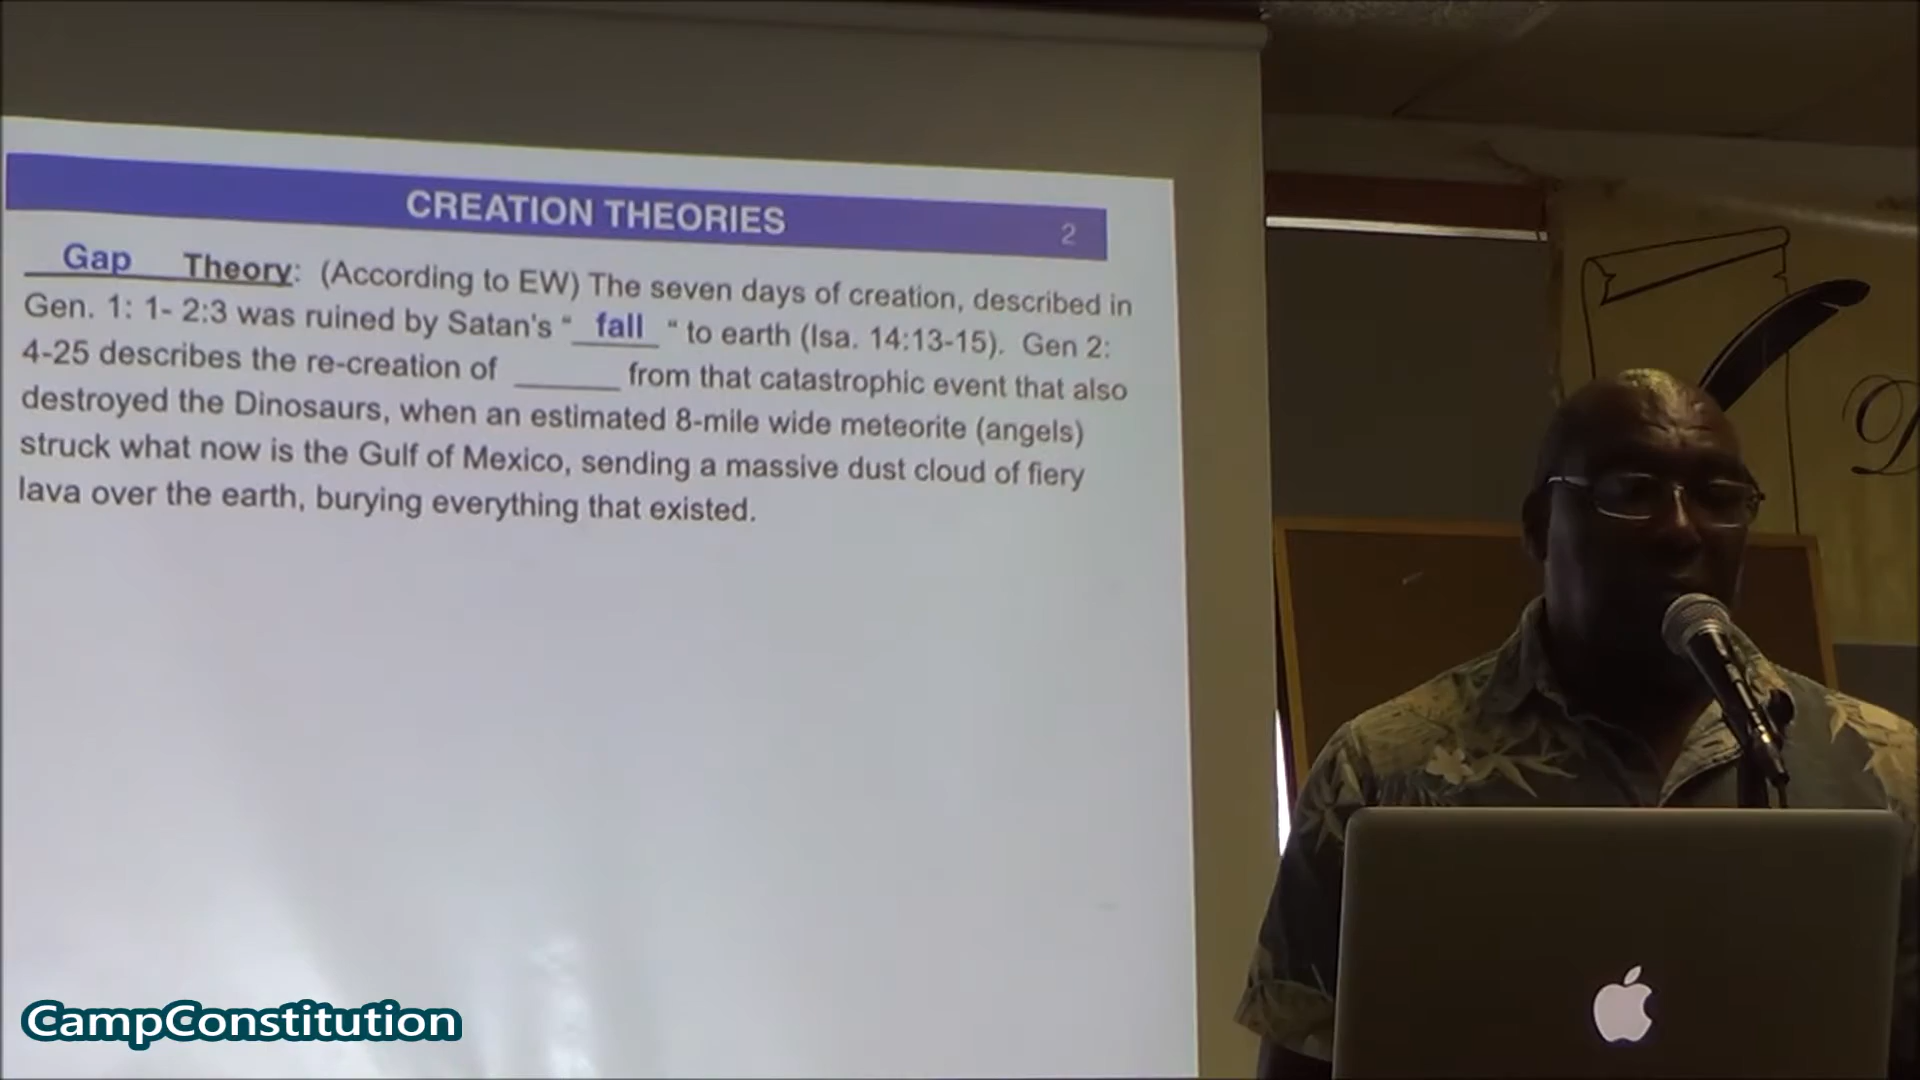 CREATION THEORIES 2
Gap Theory: (According to EW) The seven days of creation, described in
Gen. 1: 1- 2:3 was ruined by Satan's “ fall “ to earth (Isa. 14:13-15). Gen 2:
4-25 describes the re-creation of ______ from that catastrophic event that also
destroyed the Dinosaurs, when an estimated 8-mile wide meteorite (angels)
struck what now is the Gulf of Mexico, sending a massive dust cloud of fiery
lava over the earth, burying everything that existed.
D
CampConstitution